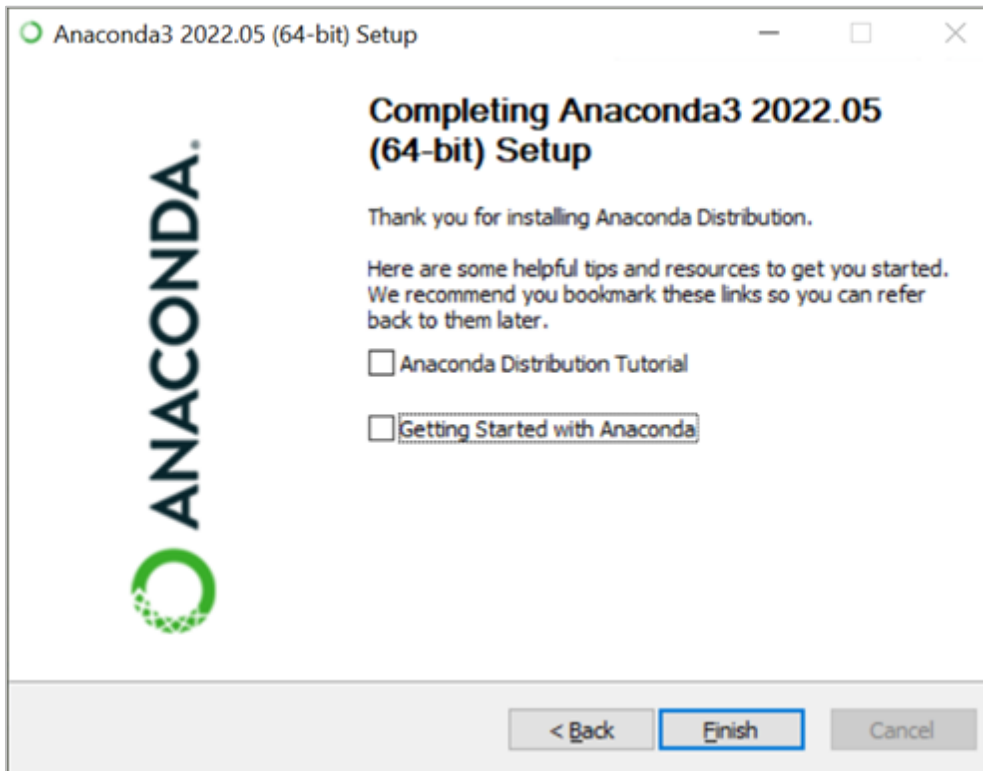 Anaconda3 2022.05 (64-bit) Setup
ANACONDA.
Completing Anaconda3 2022.05
(64-bit) Setup
Thank you for installing Anaconda Distribution.
Here are some helpful tips and resources to get you started.
We recommend you bookmark these links so you can refer
back to them later.
Anaconda Distribution Tutorial
Getting Started with Anaconda
< Back
Finish
Cancel